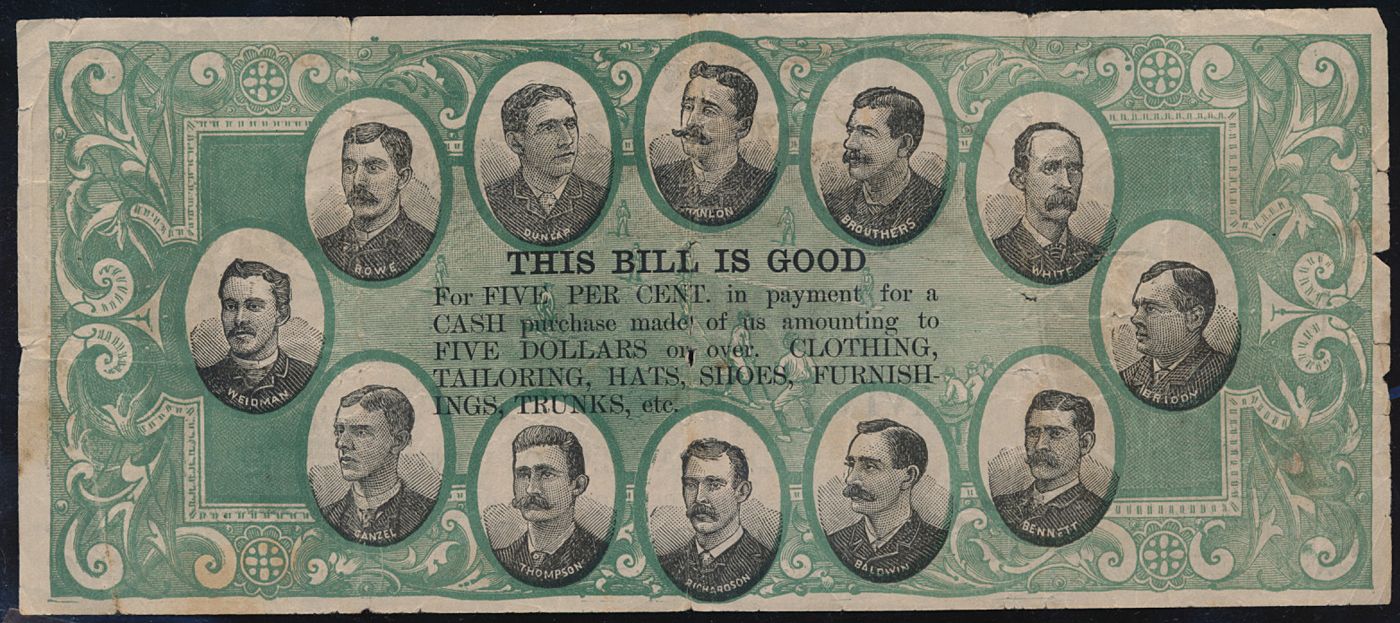 ROWE
DUNLAP
HANLON
BROUTHERS
WHITE
WEIDMAN
BRIODY
THIS BILL IS GOOD
For FIVE PER CENT. in payment for a
CASH purchase made of us amounting to
FIVE DOLLARS or over. CLOTHING,
TAILORING, HATS, SHOES, FURNISH-
INGS, TRUNKS, etc.
GANZEL
THOMPSON
RICHARDSON
BALDWIN
BENNETT